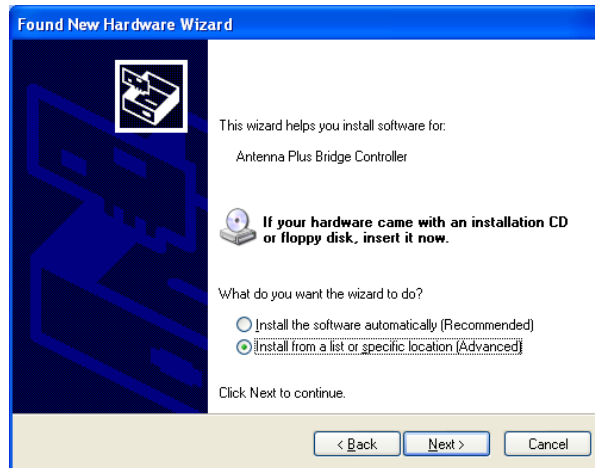 Found New Hardware Wizard
This wizard helps you install software for:
Antenna Plus Bridge Controller
If your hardware came with an installation CD
or floppy disk, insert it now.
What do you want the wizard to do?
Install the software automatically (Recommended)
Install from a list or specific location (Advanced)
Click Next to continue.
< Back Next > Cancel